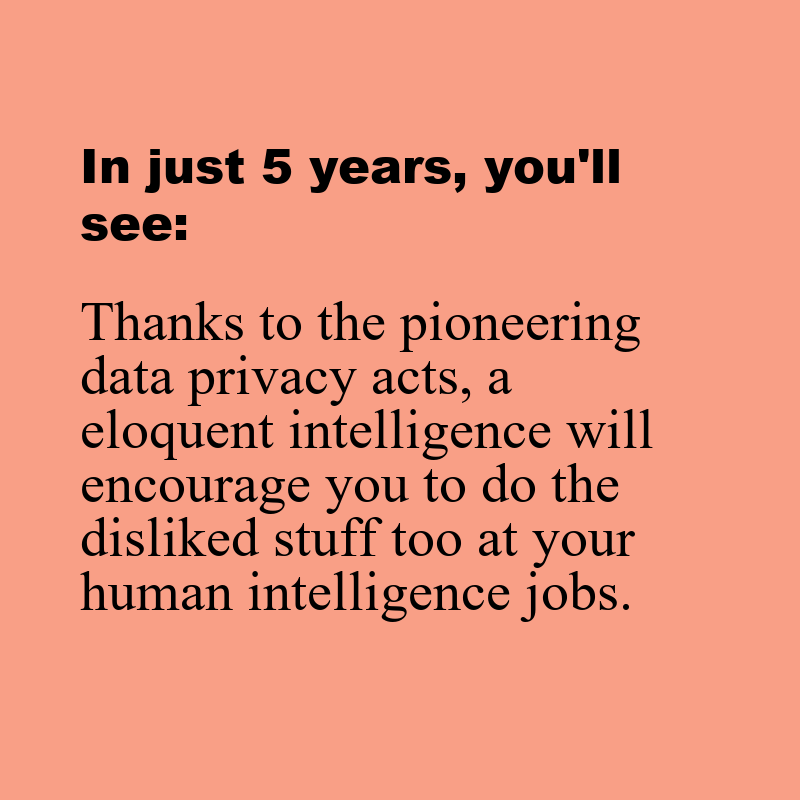 In just 5 years, you'll
see:
Thanks to the pioneering
data privacy acts, a
eloquent intelligence will
encourage you to do the
disliked stuff too at your
human intelligence jobs.